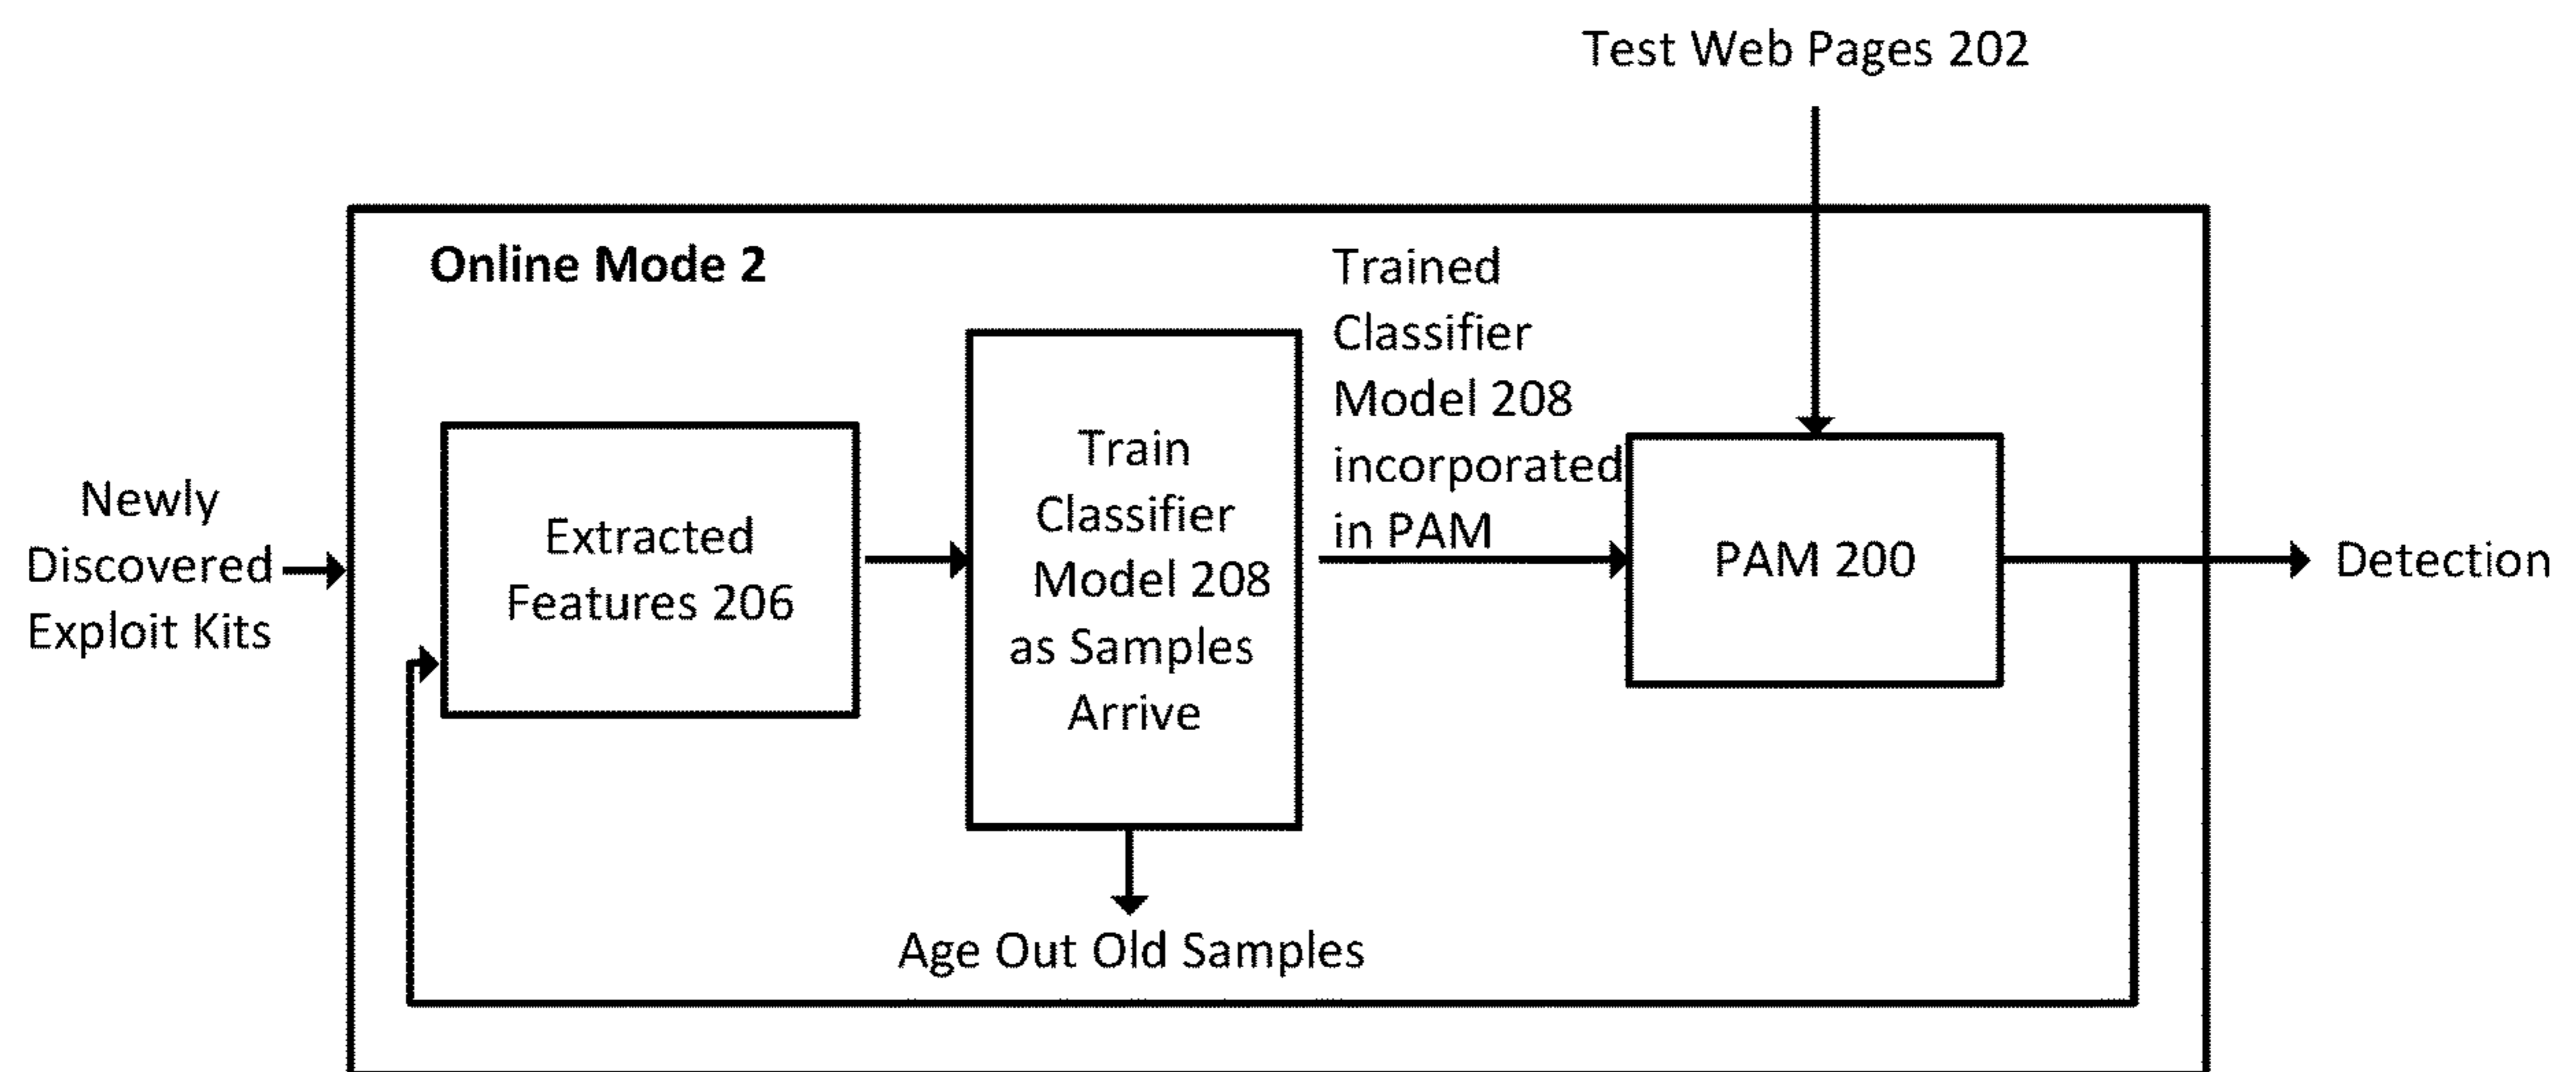 Test Web Pages 202
Online Mode 2
Newly
Discovered
Exploit Kits
Extracted
Features 206
Train
Classifier
Model 208
as Samples
Arrive
Age Out Old Samples
Trained
Classifier
Model 208
incorporated
in PAM
PAM 200
Detection